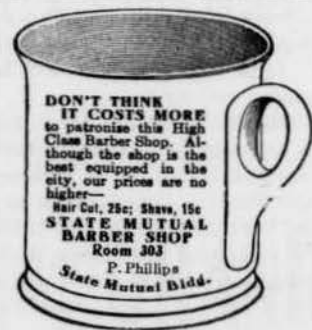 DON'T THINK
IT COSTS MORE
to patronise this High
Class Barber Shop. Al-
though the shop is the
best equipped in the
city, our prices are no
higher—
Hair Cut, 25c; Shave, 15c
STATE MUTUAL
BARBER SHOP
Room 303
P. Phillips
State Mutual Bldg.